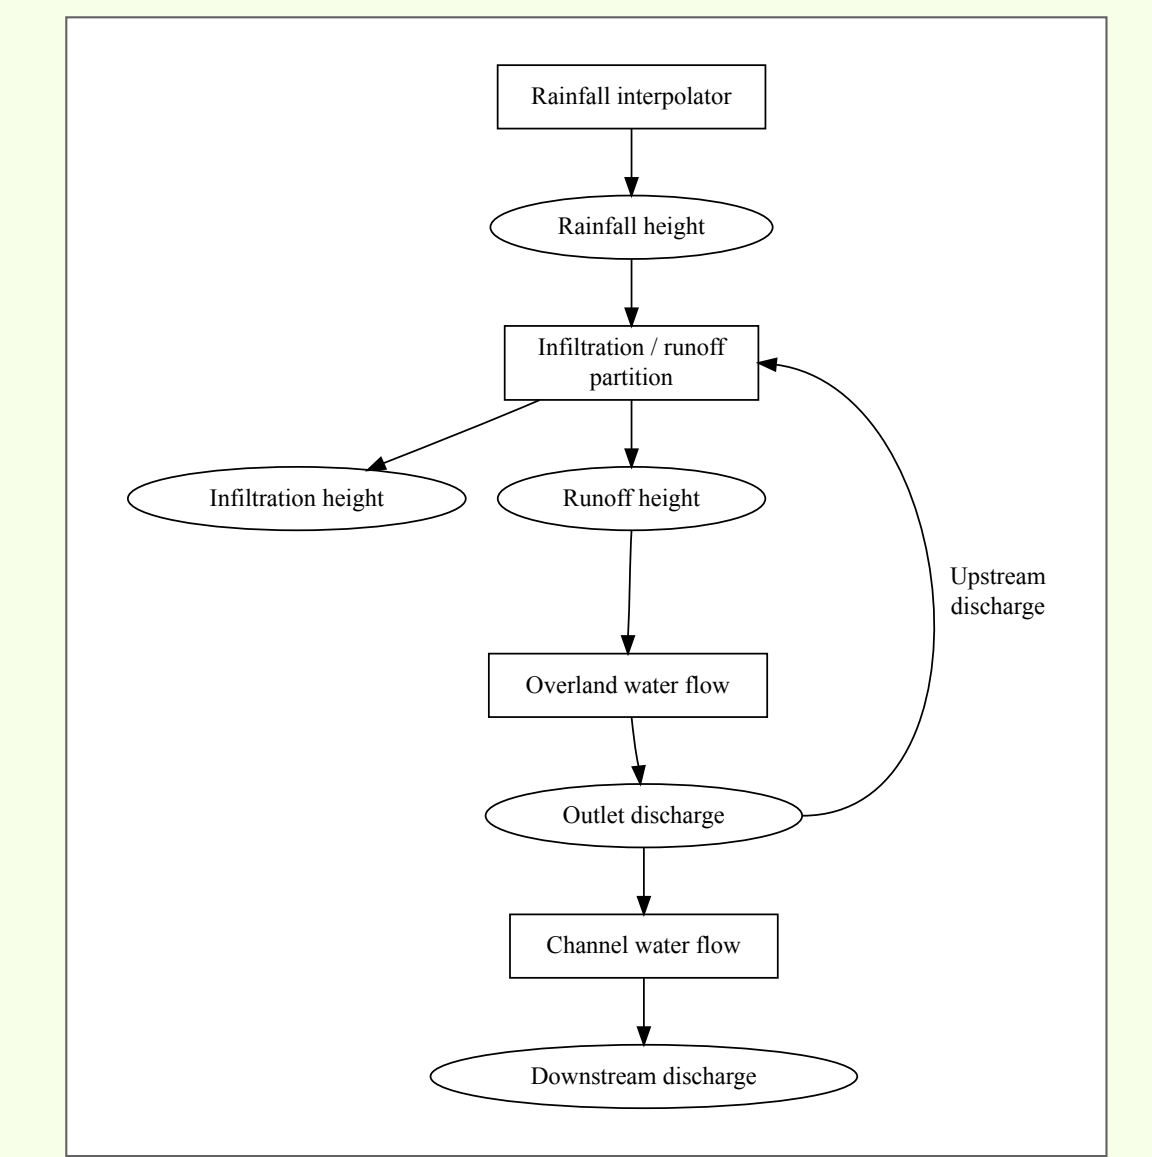 Rainfall interpolator
Rainfall height
Infiltration / runoff
partition
Infiltration height
Runoff height
Upstream
discharge
Overland water flow
Outlet discharge
Channel water flow
Downstream discharge